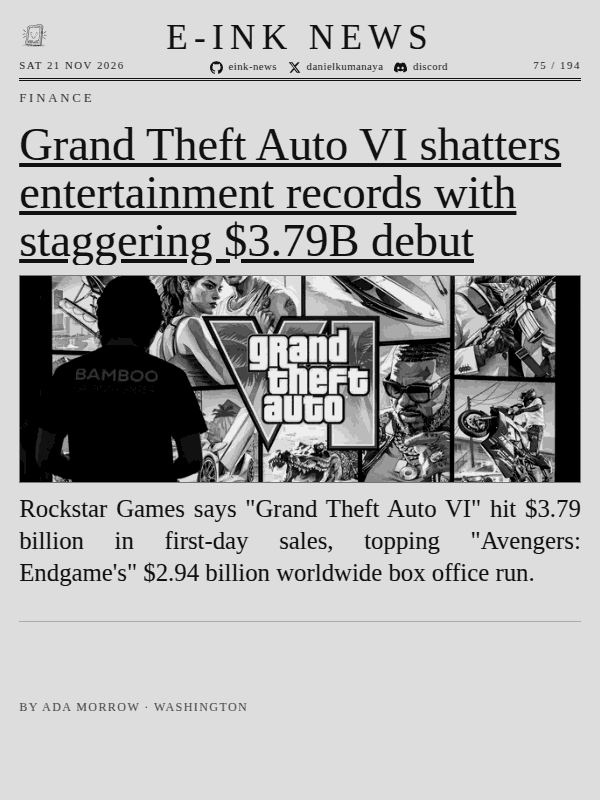 E-INK NEWS
SAT 21 NOV 2026
eink-news danielkumanaya discord
75 / 194
FINANCE
Grand Theft Auto VI shatters
entertainment records with
staggering $3.79B debut
BAMBOO
VI
grand
theft
auto
Rockstar Games says "Grand Theft Auto VI" hit $3.79
billion in first-day sales, topping "Avengers:
Endgame's" $2.94 billion worldwide box office run.
BY ADA MORROW · WASHINGTON